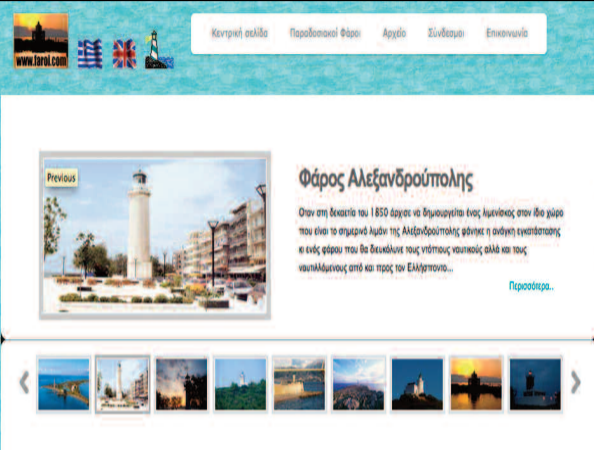 www.faroi.com
Κεντρική σελίδα Παραδοσιακοί Φάροι Αρχείο Σύνδεσμοι Επικοινωνία
Previous
Φάρος Αλεξανδρούπολης
Οταν στη δεκαετία του 1850 άρχισε να δημιουργείται ένας λιμενίσκος στον ίδιο χώρο
που είναι το σημερινό λιμάνι της Αλεξανδρούπολης φάνηκε η ανάγκη εγκατάστασης
κι ενός φάρου που θα διευκόλυνε τους ντόπιους ναυτικούς αλλά και τους
ναυτιλλόμενους από και προς τον Ελλήσποντο...
Περισσότερα..